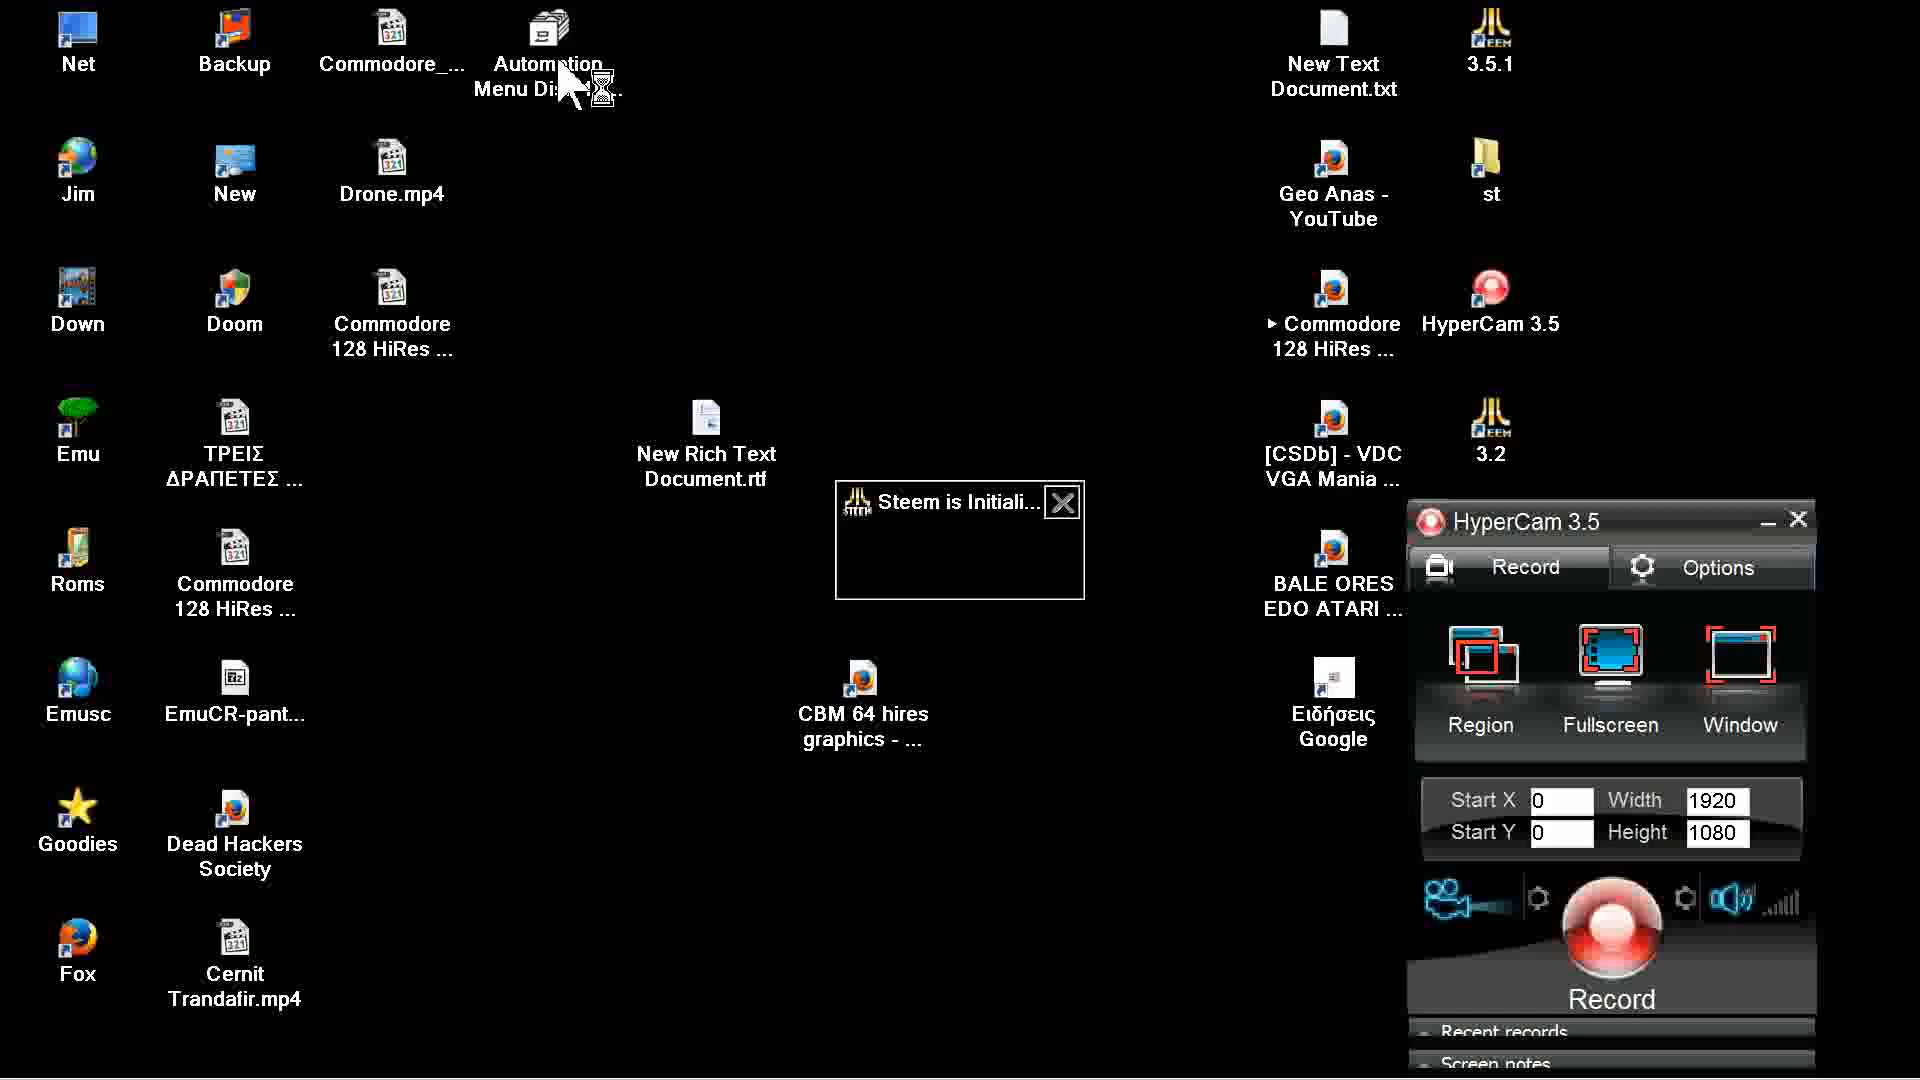 Net
Backup
Commodore_...
Automation
Menu Di
New Text
Document.txt
3.5.1
Jim
New
Drone.mp4
Geo Anas -
YouTube
st
Down
Doom
Commodore
128 HiRes ...
Commodore
128 HiRes ...
HyperCam 3.5
Emu
ΤΡΕΙΣ
ΔΡΑΠΕΤΕΣ ...
New Rich Text
Document.rtf
[CSDb] - VDC
VGA Mania ...
3.2
Steem is Initiali...
Roms
Commodore
128 HiRes ...
BALE ORES
EDO ATARI ...
Emusc
EmuCR-pant...
CBM 64 hires
graphics - ...
Ειδήσεις
Google
Goodies
Dead Hackers
Society
Fox
Cernit
Trandafir.mp4
HyperCam 3.5
Record
Options
Region
Fullscreen
Window
Start X 0 Width 1920
Start Y 0 Height 1080
Record
Recent records
Screen notes